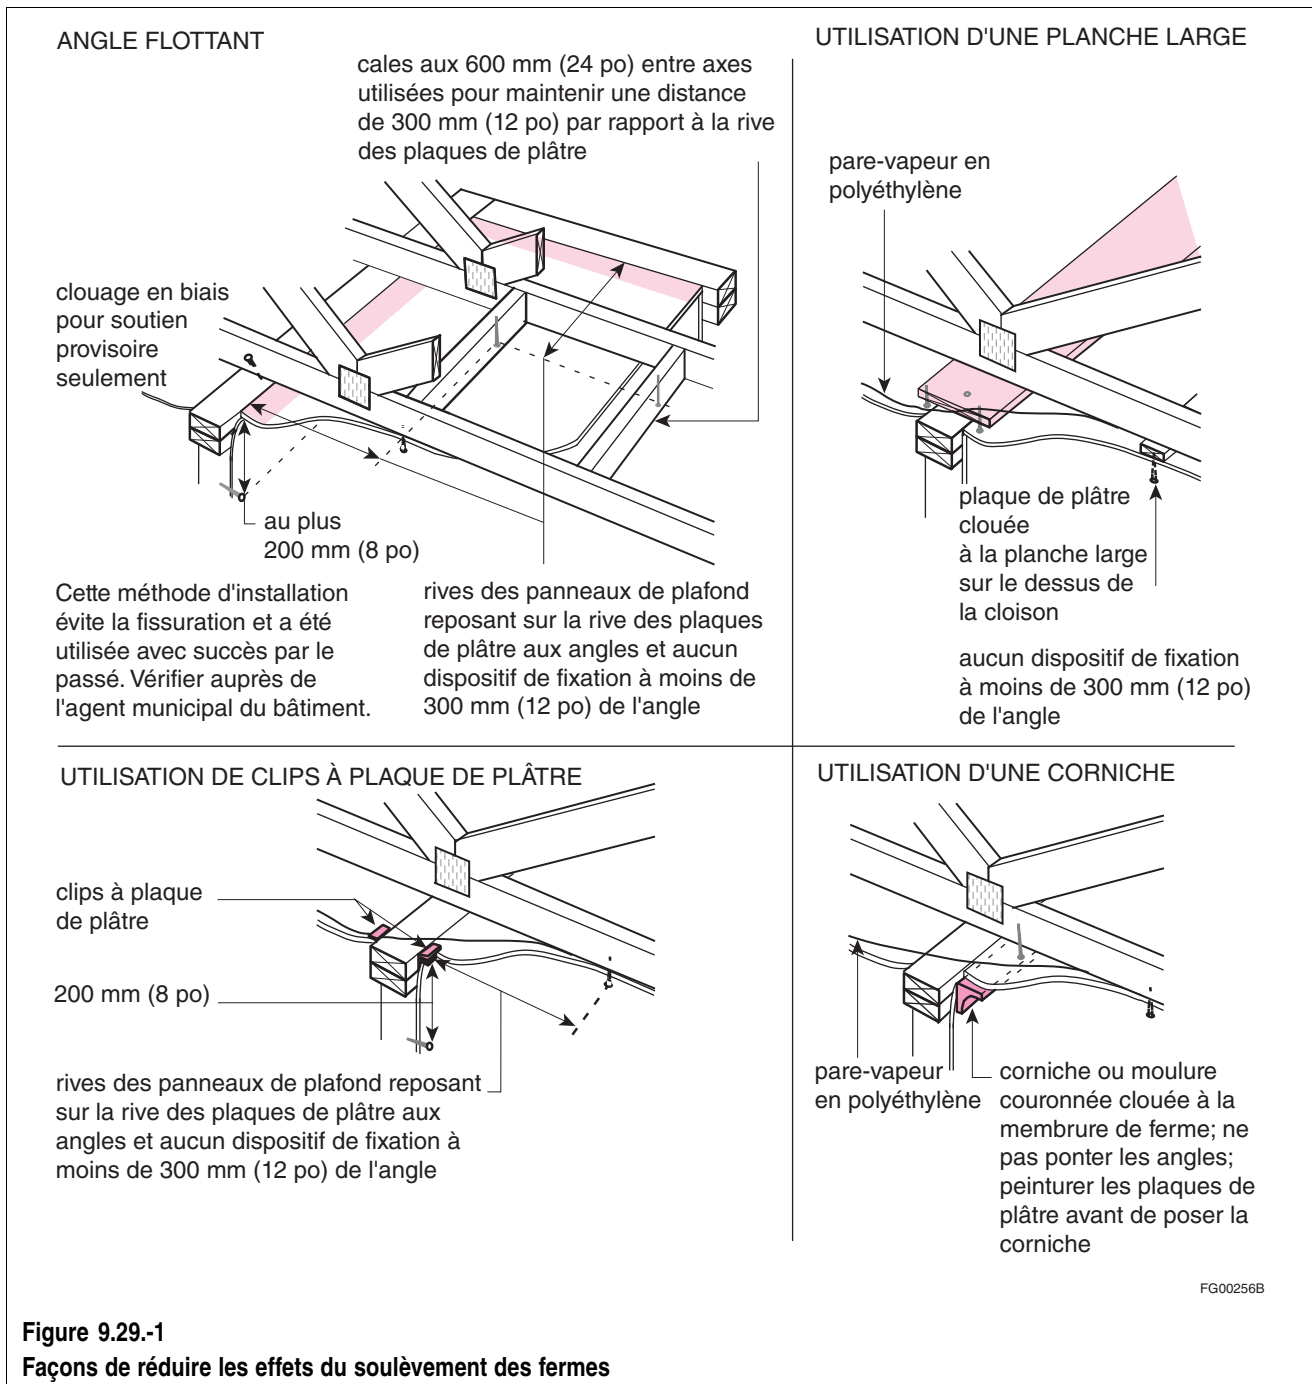 ANGLE FLOTTANT
cales aux 600 mm (24 po) entre axes
utilisées pour maintenir une distance
de 300 mm (12 po) par rapport à la rive
des plaques de plâtre
clouage en biais
pour soutien
provisoire
seulement
au plus
200 mm (8 po)
Cette méthode d'installation
évite la fissuration et a été
utilisée avec succès par le
passé. Vérifier auprès de
l'agent municipal du bâtiment.
rives des panneaux de plafond
reposant sur la rive des plaques
de plâtre aux angles et aucun
dispositif de fixation à moins de
300 mm (12 po) de l'angle
UTILISATION D'UNE PLANCHE LARGE
pare-vapeur en
polyéthylène
plaque de plâtre
clouée
à la planche large
sur le dessus de
la cloison
aucun dispositif de fixation
à moins de 300 mm (12 po)
de l'angle
UTILISATION DE CLIPS À PLAQUE DE PLÂTRE
clips à plaque
de plâtre
200 mm (8 po)
rives des panneaux de plafond reposant
sur la rive des plaques de plâtre aux
angles et aucun dispositif de fixation à
moins de 300 mm (12 po) de l'angle
UTILISATION D'UNE CORNICHE
pare-vapeur
en polyéthylène
corniche ou moulure
couronnée clouée à la
membrure de ferme; ne
pas ponter les angles;
peinturer les plaques de
plâtre avant de poser la
corniche
FG00256B
Figure 9.29.-1
Façons de réduire les effets du soulèvement des fermes